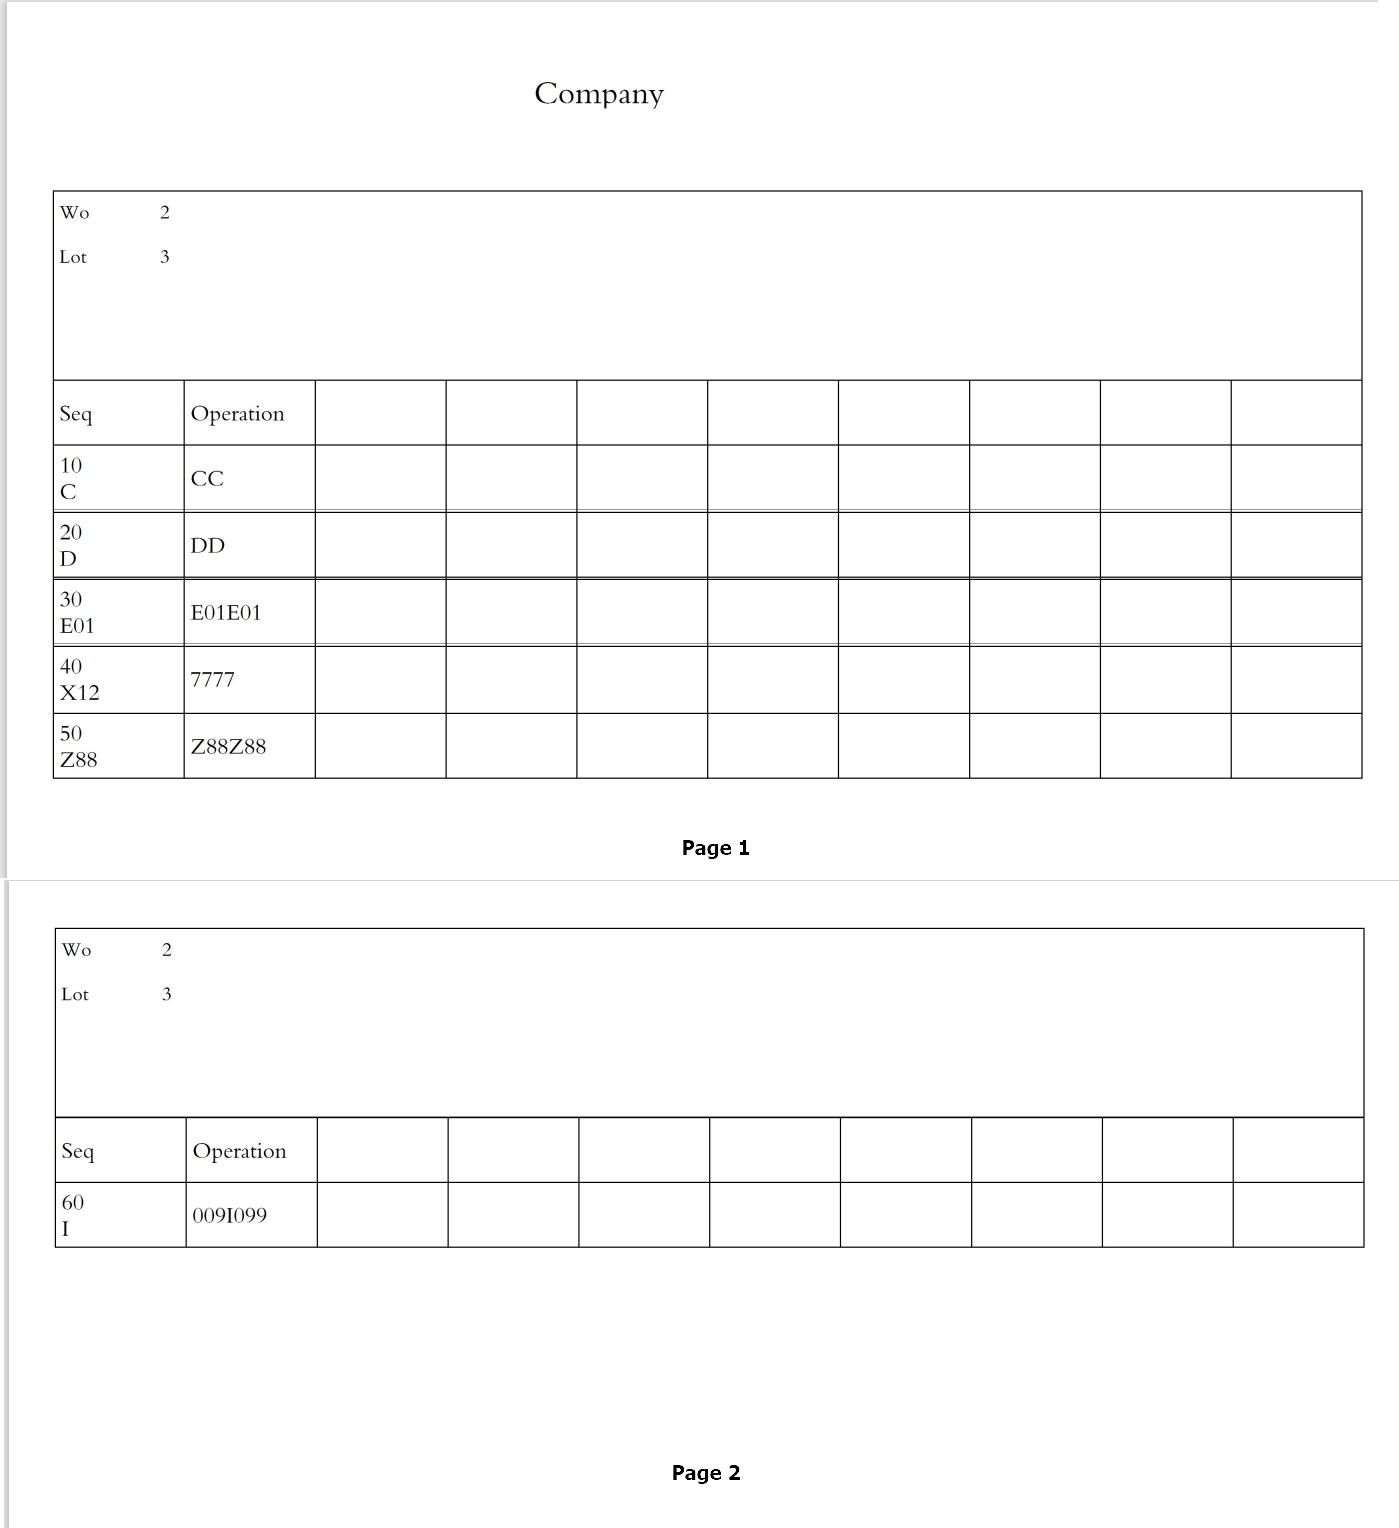 Company
Wo 2
Lot 3
Seq Operation
10
C CC
20
D DD
30
E01 E01E01
40
X12 7777
50
Z88 Z88Z88
Page 1
Wo 2
Lot 3
Seq Operation
60
I 009I099
Page 2